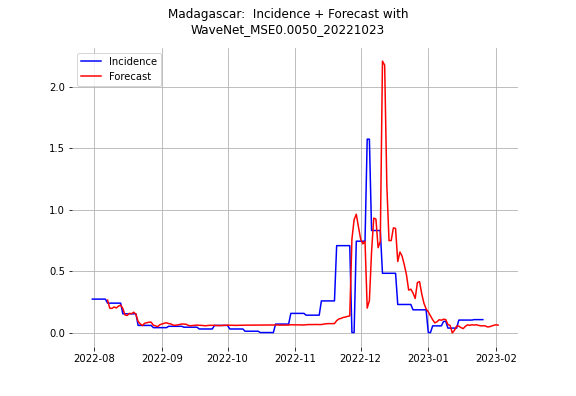 Madagascar:  Incidence + Forecast with
WaveNet_MSE0.0050_20221023
Incidence
Forecast
2.0
1.5
1.0
0.5
0.0
2022-08 2022-09 2022-10 2022-11 2022-12 2023-01 2023-02